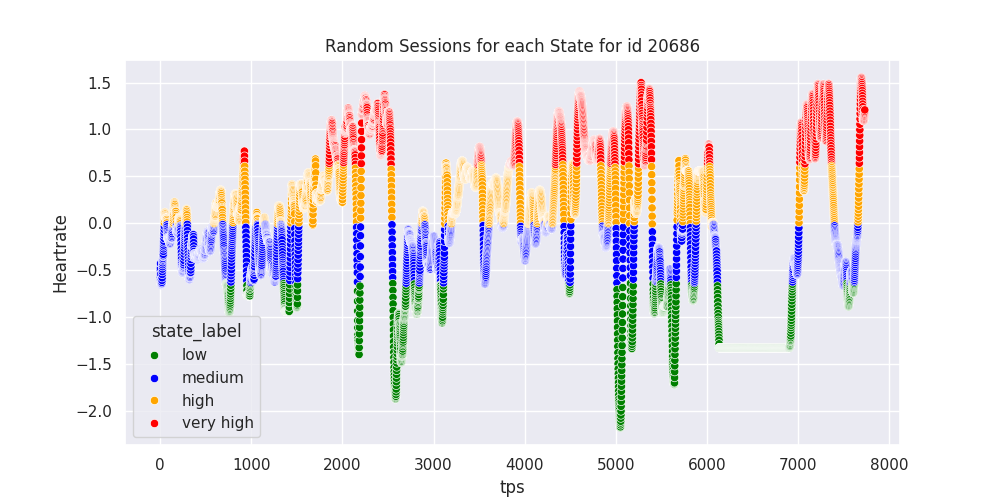 Random Sessions for each State for id 20686
Heartrate
1.5
1.0
0.5
0.0
−0.5
−1.0
−1.5
−2.0
state_label
low
medium
high
very high
0 1000 2000 3000 4000 5000 6000 7000 8000
tps